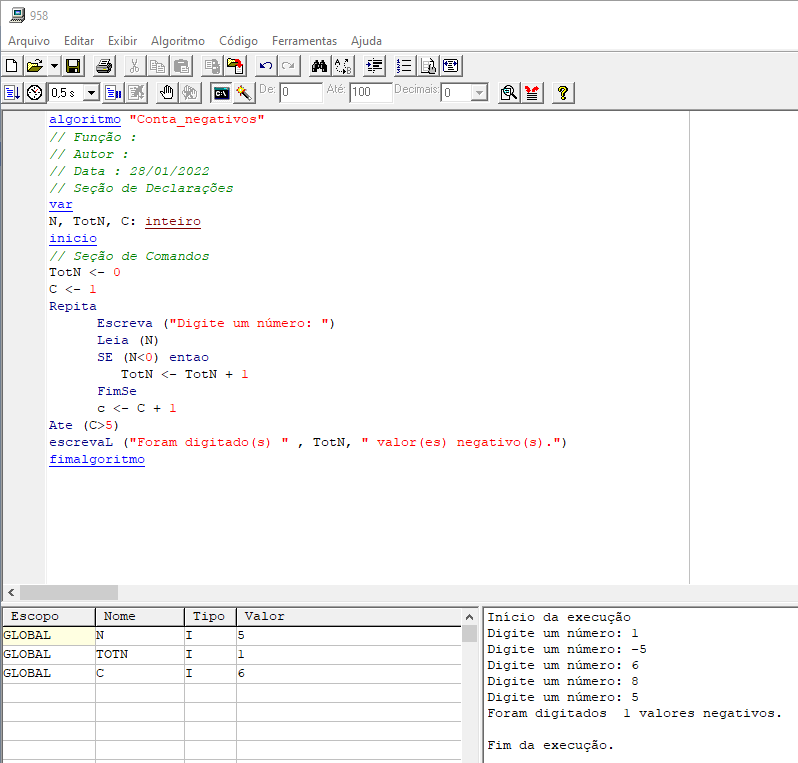 958
Arquivo Editar Exibir Algoritmo Código Ferramentas Ajuda
0,5 s De: 0 Até: 100 Decimais: 0
algoritmo "Conta_negativos"
// Função :
// Autor :
// Data : 28/01/2022
// Seção de Declarações
var
N, TotN, C: inteiro
inicio
// Seção de Comandos
TotN <- 0
C <- 1
Repita
Escreva ("Digite um número: ")
Leia (N)
SE (N<0) entao
TotN <- TotN + 1
FimSe
c <- C + 1
Ate (C>5)
escrevaL ("Foram digitado(s) " , TotN, " valor(es) negativo(s).")
fimalgoritmo
Escopo Nome Tipo Valor
GLOBAL N I 5
GLOBAL TOTN I 1
GLOBAL C I 6
Início da execução
Digite um número: 1
Digite um número: -5
Digite um número: 6
Digite um número: 8
Digite um número: 5
Foram digitados  1 valores negativos.
Fim da execução.